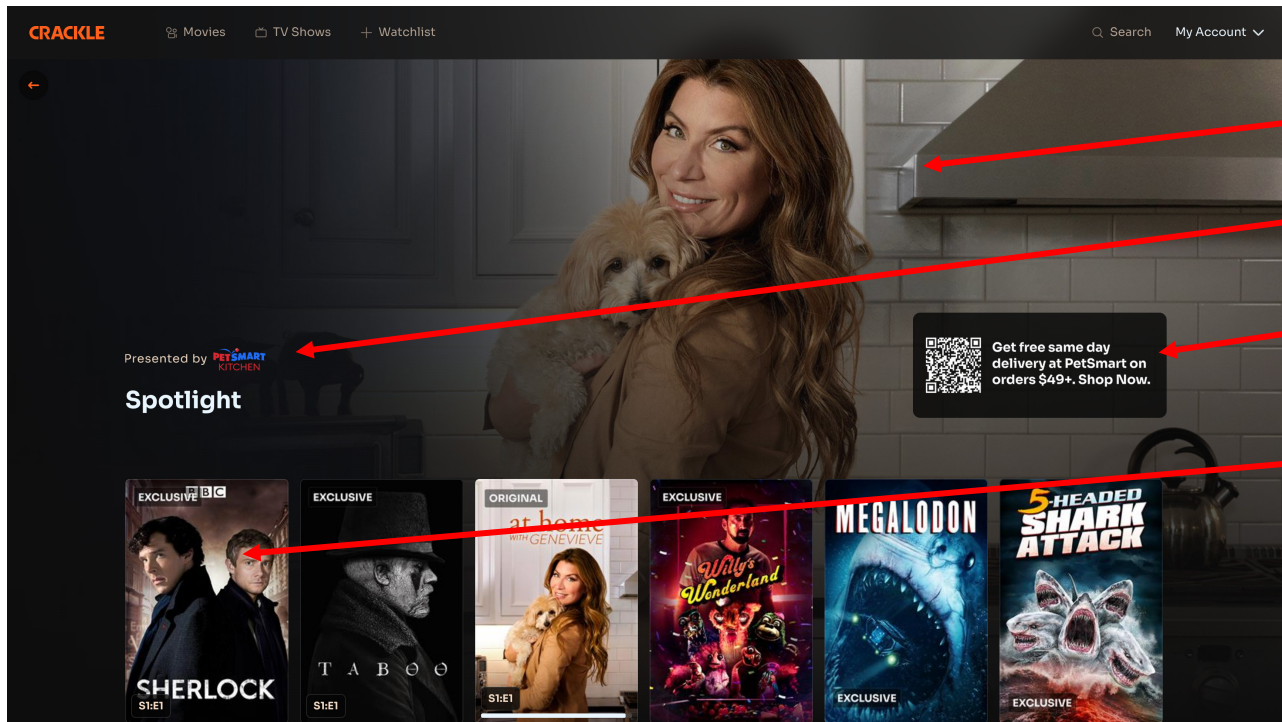 CRACKLE Movies TV Shows Watchlist Search My Account
Presented by PETSMART
KITCHEN
Spotlight
Get free same day
delivery at PetSmart on
orders $49+. Shop Now.
EXCLUSIVE BBC
SHERLOCK
S1:E1
EXCLUSIVE
TABOO
S1:E1
ORIGINAL
at home
WITH GENEVIEVE
S1:E1
EXCLUSIVE
Willy's
Wonderland
MEGALODON
EXCLUSIVE
5-HEADED
SHARK
ATTACK
EXCLUSIVE